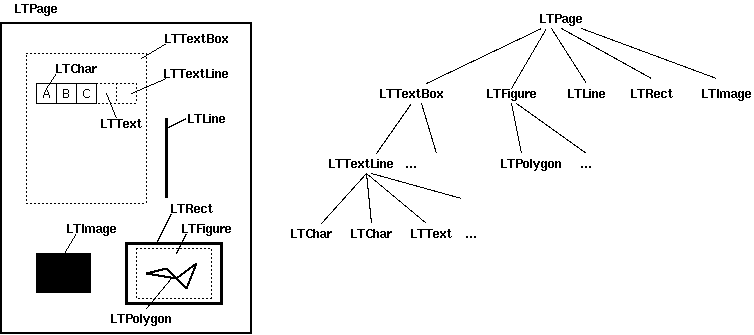 LTPage
LTTextBox
LTChar
LTTextLine
A B C
LTText
LTLine
LTRect
LTImage
LTFigure
LTPolygon
LTPage
LTTextBox LTFigure LTLine LTRect LTImage
LTTextLine ... LTPolygon ...
LTChar LTChar LTText ...